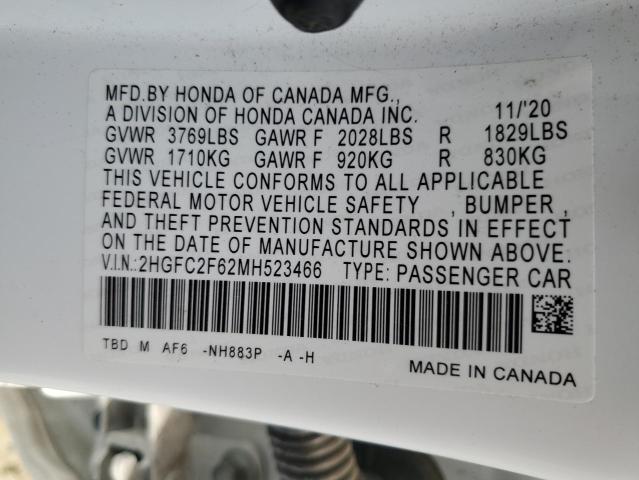 MFD.BY HONDA OF CANADA MFG.,
A DIVISION OF HONDA CANADA INC. 11/'20
GVWR 3769LBS GAWR F 2028LBS R 1829LBS
GVWR 1710KG GAWR F 920KG R 830KG
THIS VEHICLE CONFORMS TO ALL APPLICABLE
FEDERAL MOTOR VEHICLE SAFETY , BUMPER ,
AND THEFT PREVENTION STANDARDS IN EFFECT
ON THE DATE OF MANUFACTURE SHOWN ABOVE.
V.I.N.:2HGFC2F62MH523466 TYPE: PASSENGER CAR
TBD M AF6 -NH883P -A -H
MADE IN CANADA